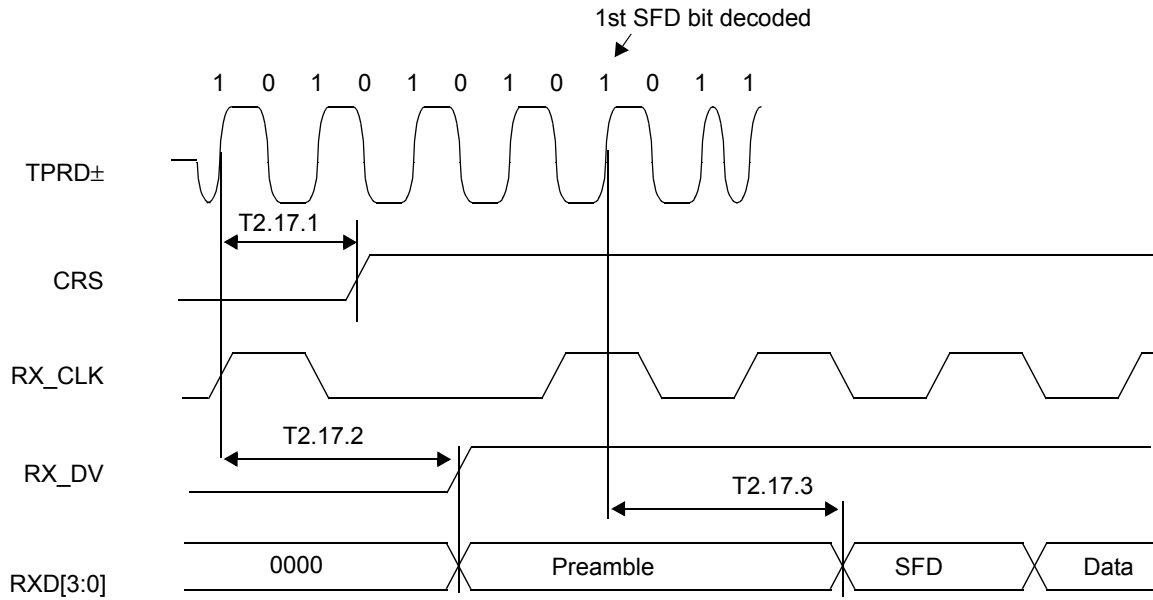 1st SFD bit decoded
1 0 1 0 1 0 1 0 1 0 1 1
TPRD±
T2.17.1
CRS
RX_CLK
T2.17.2
RX_DV
T2.17.3
RXD[3:0] 0000 Preamble SFD Data